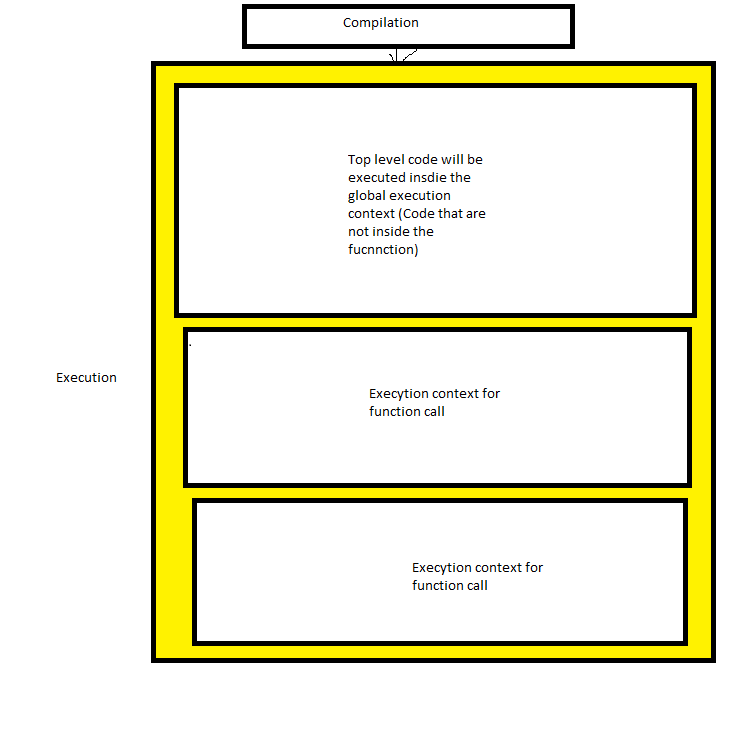 Compilation
Top level code will be
executed insdie the
global execution
context (Code that are
not inside the
fucnnction)
Execution
Execytion context for
function call
Execytion context for
function call